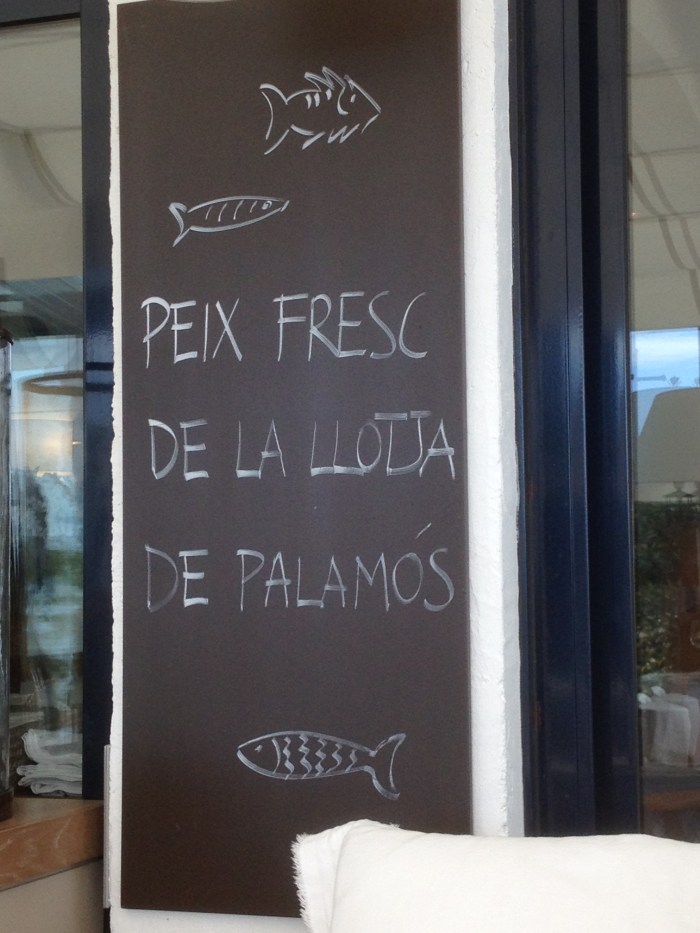 PEIX FRESC
DE LA LLOTJA
DE PALAMÓS